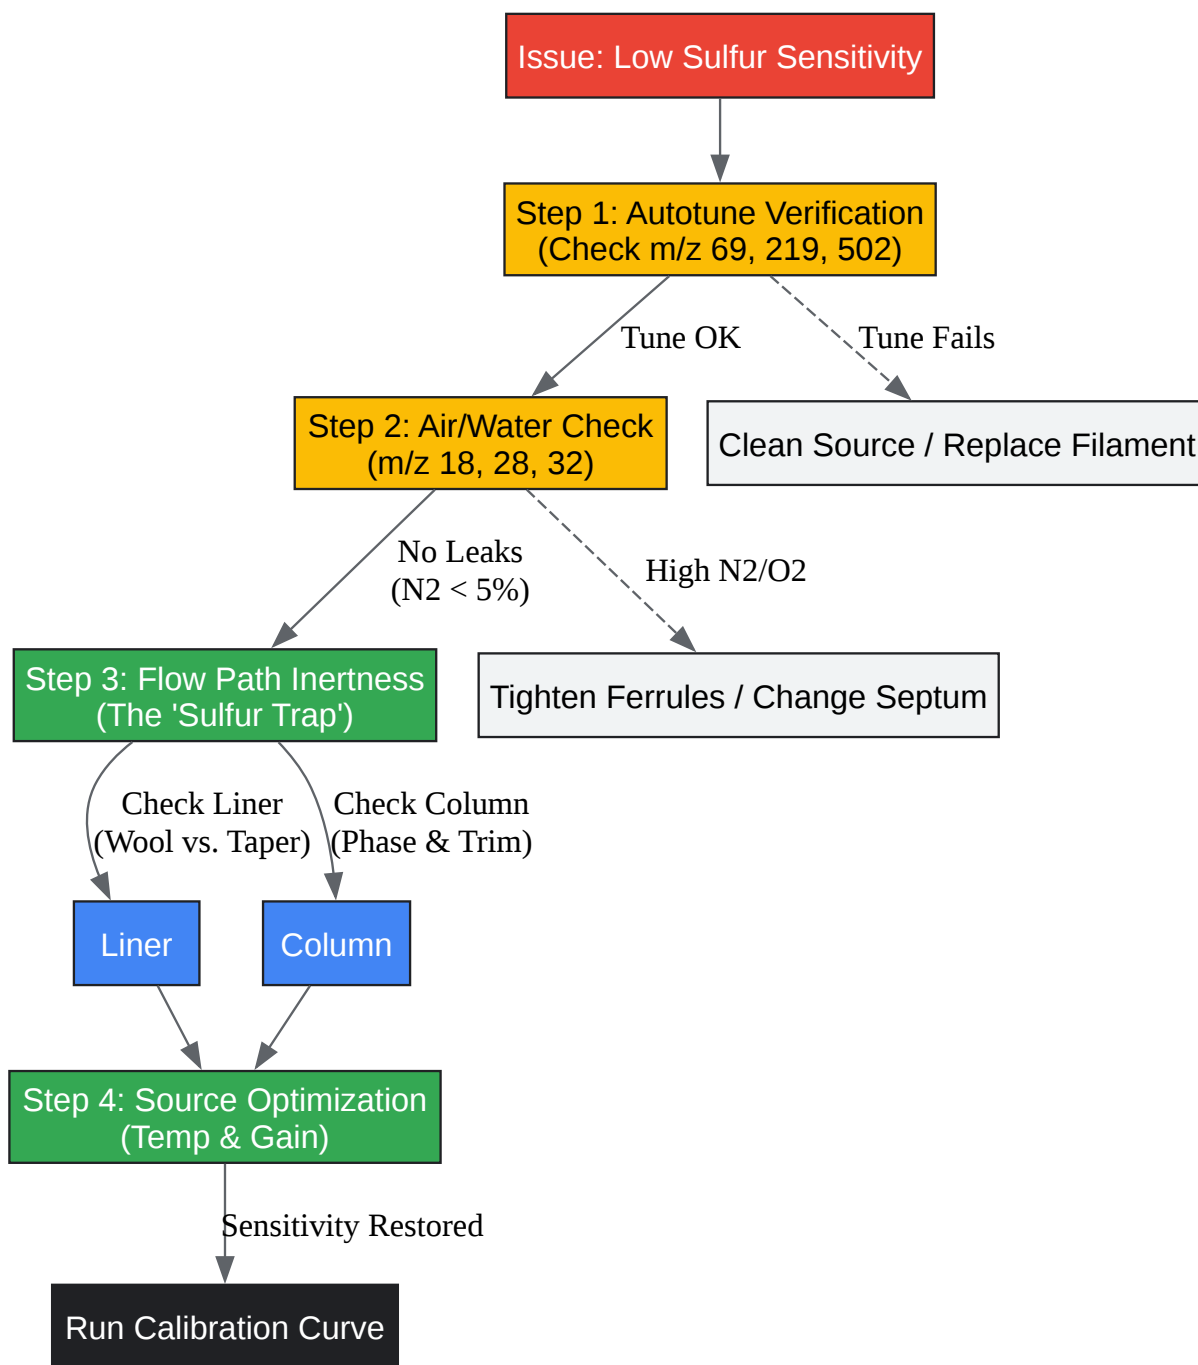 Issue: Low Sulfur Sensitivity
Step 1: Autotune Verification
(Check m/z 69, 219, 502)
Tune OK
Tune Fails
Step 2: Air/Water Check
(m/z 18, 28, 32)
Clean Source / Replace Filament
No Leaks
(N2 < 5%)
High N2/O2
Step 3: Flow Path Inertness
(The 'Sulfur Trap')
Tighten Ferrules / Change Septum
Check Liner
(Wool vs. Taper)
Check Column
(Phase & Trim)
Liner
Column
Step 4: Source Optimization
(Temp & Gain)
Sensitivity Restored
Run Calibration Curve